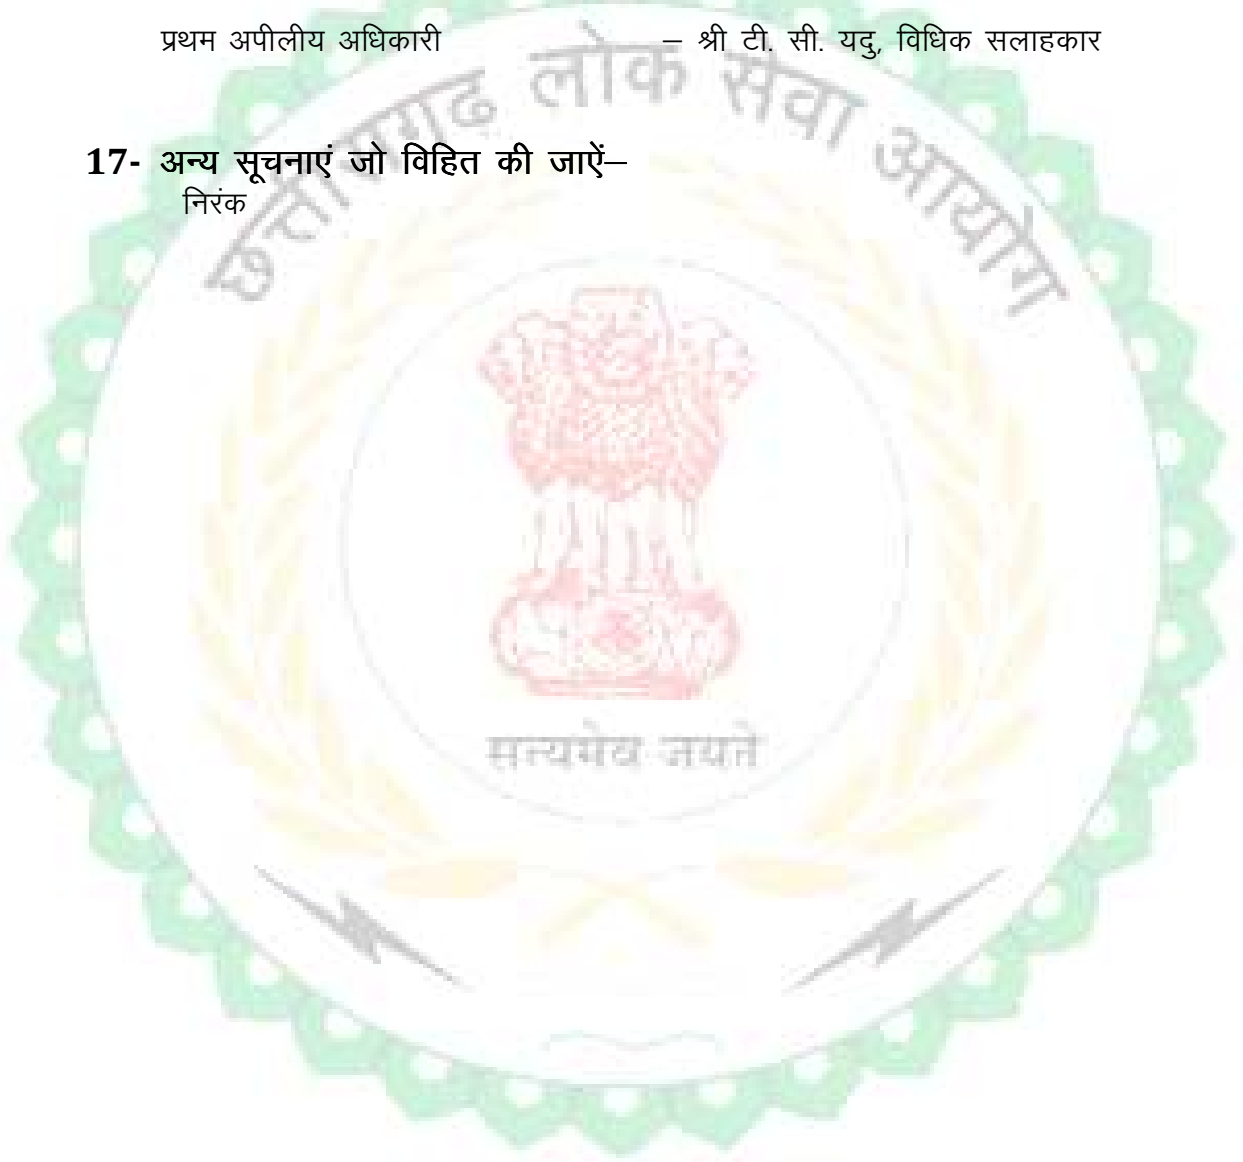 प्रथम अपीलीय अधिकारी – श्री टी. सी. यदु, विधिक सलाहकार
छत्तीसगढ़ लोक सेवा आयोग
17- अन्य सूचनाएं जो विहित की जाऐं–
निरंक
सत्यमेव जयते